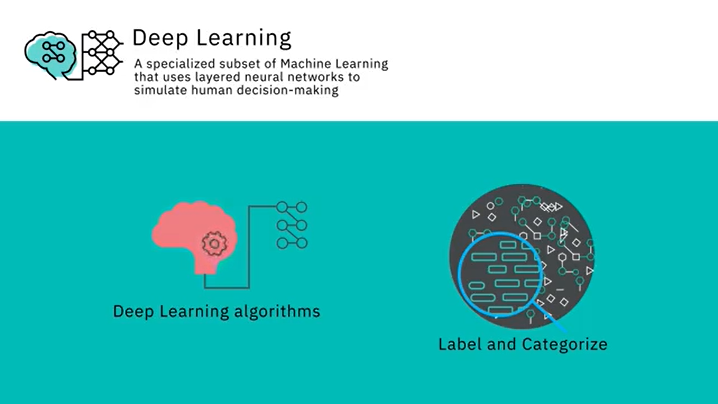 Deep Learning
A specialized subset of Machine Learning
that uses layered neural networks to
simulate human decision-making
Deep Learning algorithms
Label and Categorize